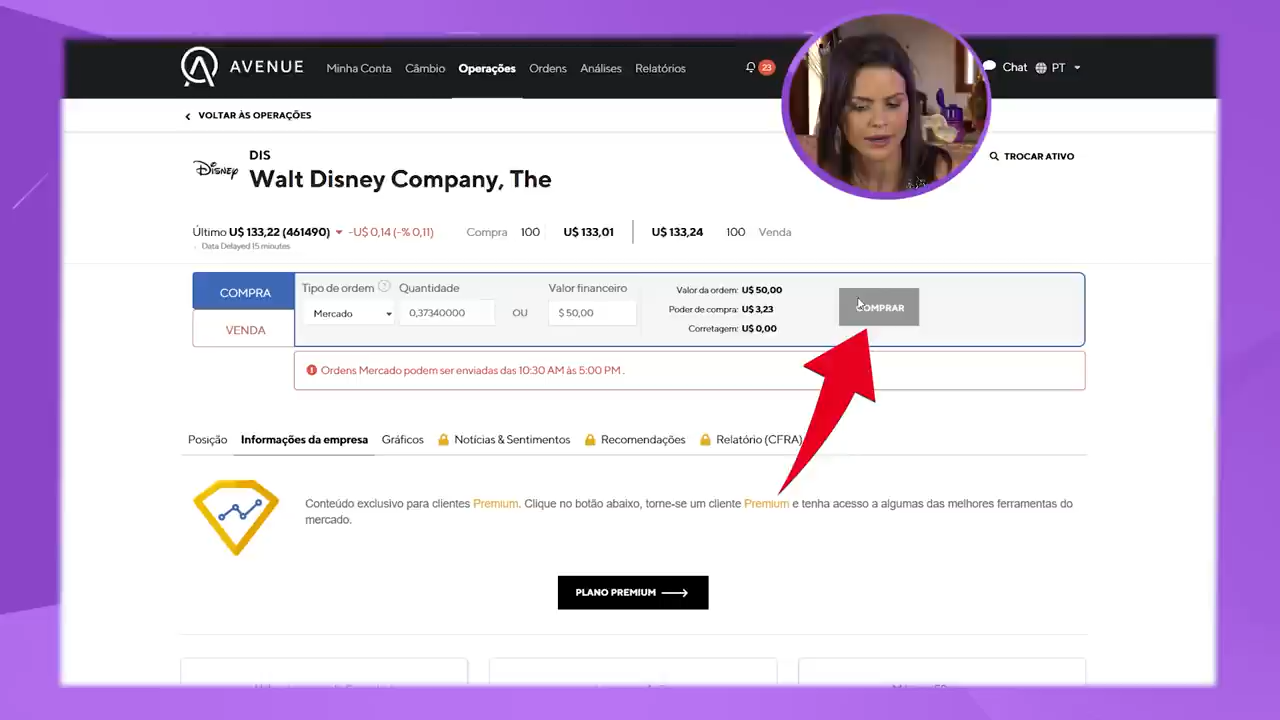 AVENUE
Minha Conta Câmbio Operações Ordens Análises Relatórios 23 Chat PT
VOLTAR ÀS OPERAÇÕES
DIS
DISNEY Walt Disney Company, The
TROCAR ATIVO
Último U$ 133,22 (461490) -U$ 0,14 (-% 0,11) Compra 100 U$ 133,01 U$ 133,24 100 Venda
Data Delayed 15 minutes
COMPRA
VENDA
Tipo de ordem ? Quantidade Valor financeiro
Mercado 0,37340000 OU $ 50,00
Valor da ordem: U$ 50,00
Poder de compra: U$ 3,23
Corretagem: U$ 0,00
COMPRAR
Ordens Mercado podem ser enviadas das 10:30 AM às 5:00 PM .
Posição Informações da empresa Gráficos Notícias & Sentimentos Recomendações Relatório (CFRA)
Conteúdo exclusivo para clientes Premium. Clique no botão abaixo, torne-se um cliente Premium e tenha acesso a algumas das melhores ferramentas do
mercado.
PLANO PREMIUM